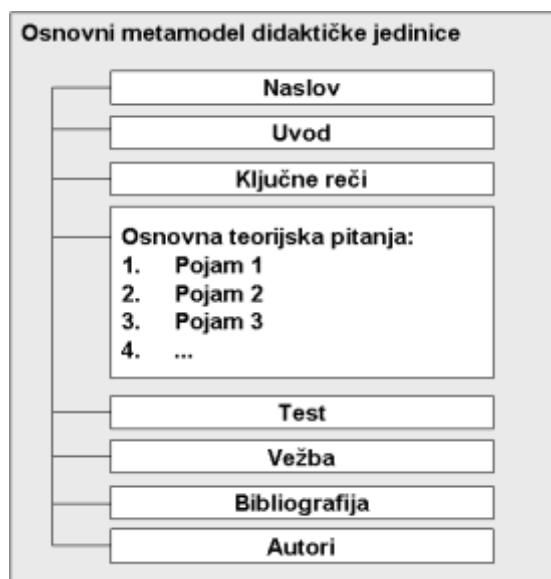 Osnovni metamodel didaktičke jedinice
Naslov
Uvod
Ključne reči
Osnovna teorijska pitanja:
1. Pojam 1
2. Pojam 2
3. Pojam 3
4. ...
Test
Vežba
Bibliografija
Autori